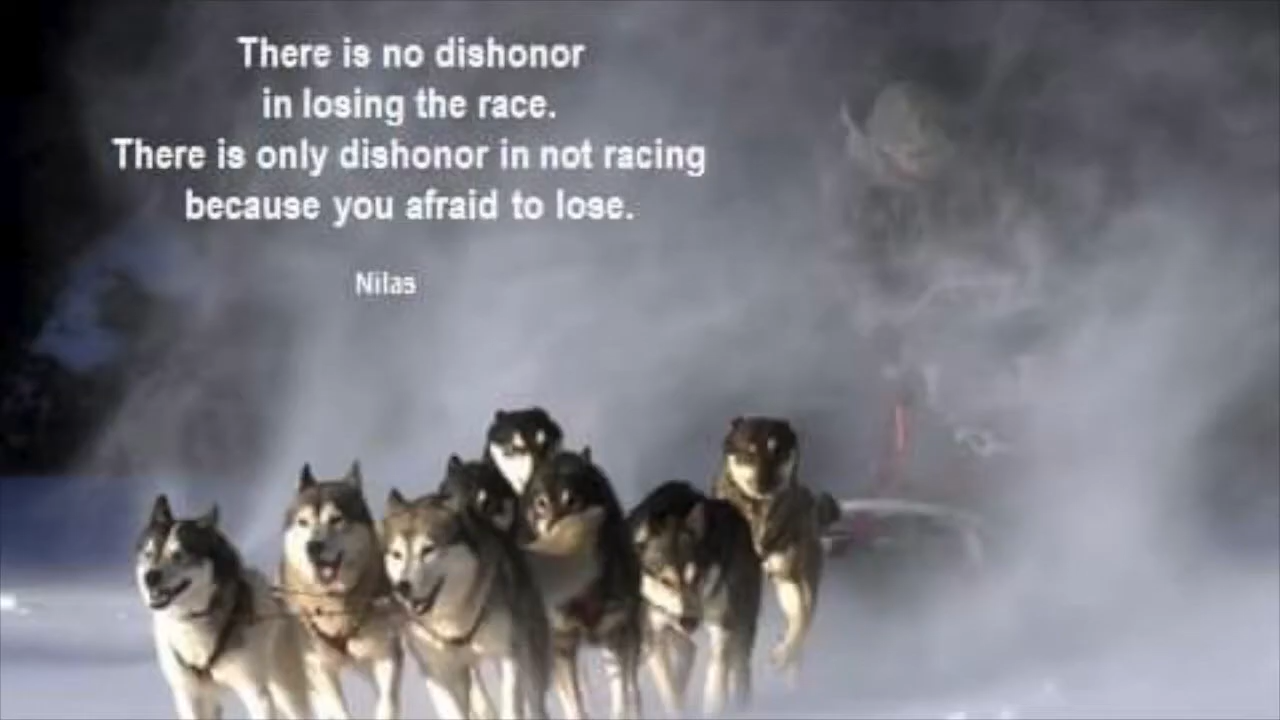 There is no dishonor
in losing the race.
There is only dishonor in not racing
because you afraid to lose.
Nilas